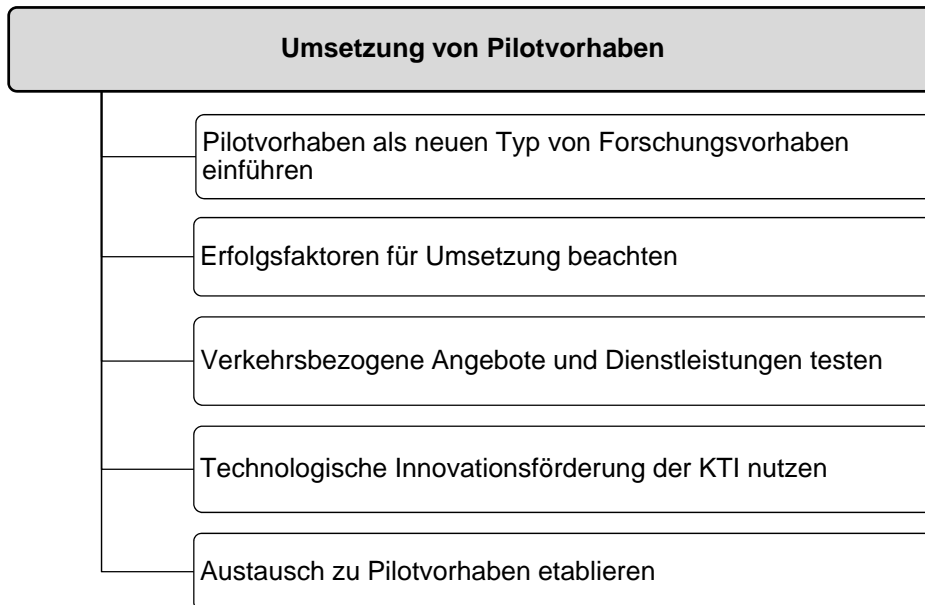 Umsetzung von Pilotvorhaben
Pilotvorhaben als neuen Typ von Forschungsvorhaben
einführen
Erfolgsfaktoren für Umsetzung beachten
Verkehrsbezogene Angebote und Dienstleistungen testen
Technologische Innovationsförderung der KTI nutzen
Austausch zu Pilotvorhaben etablieren